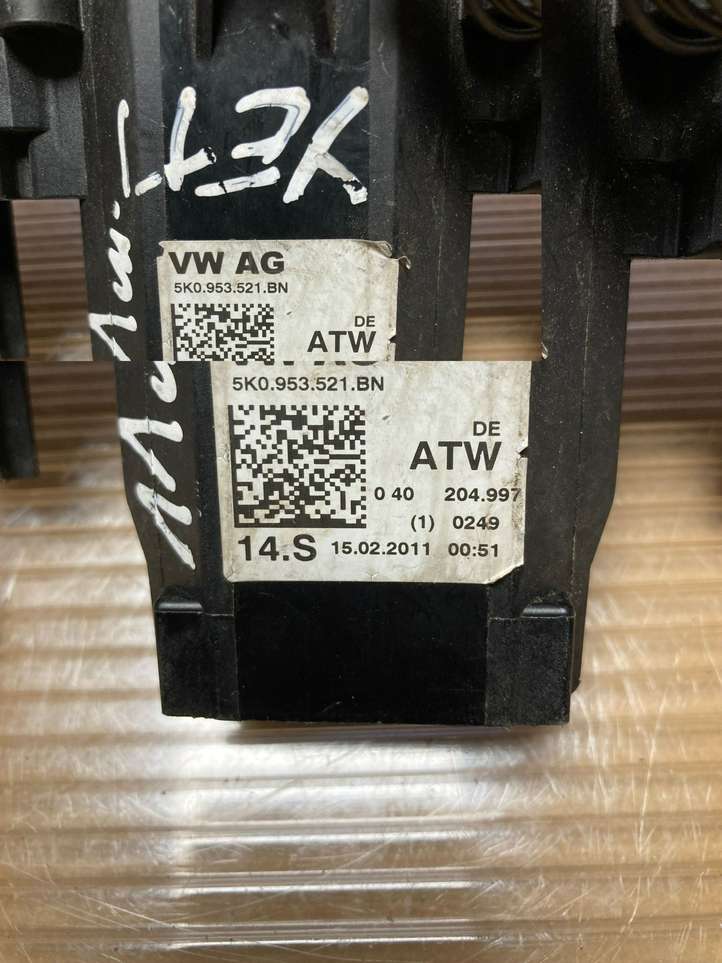 VW AG
5K0.953.521.BN
DE
ATW
5K0.953.521.BN
DE
ATW
0 40 204.997
(1) 0249
14.S 15.02.2011 00:51